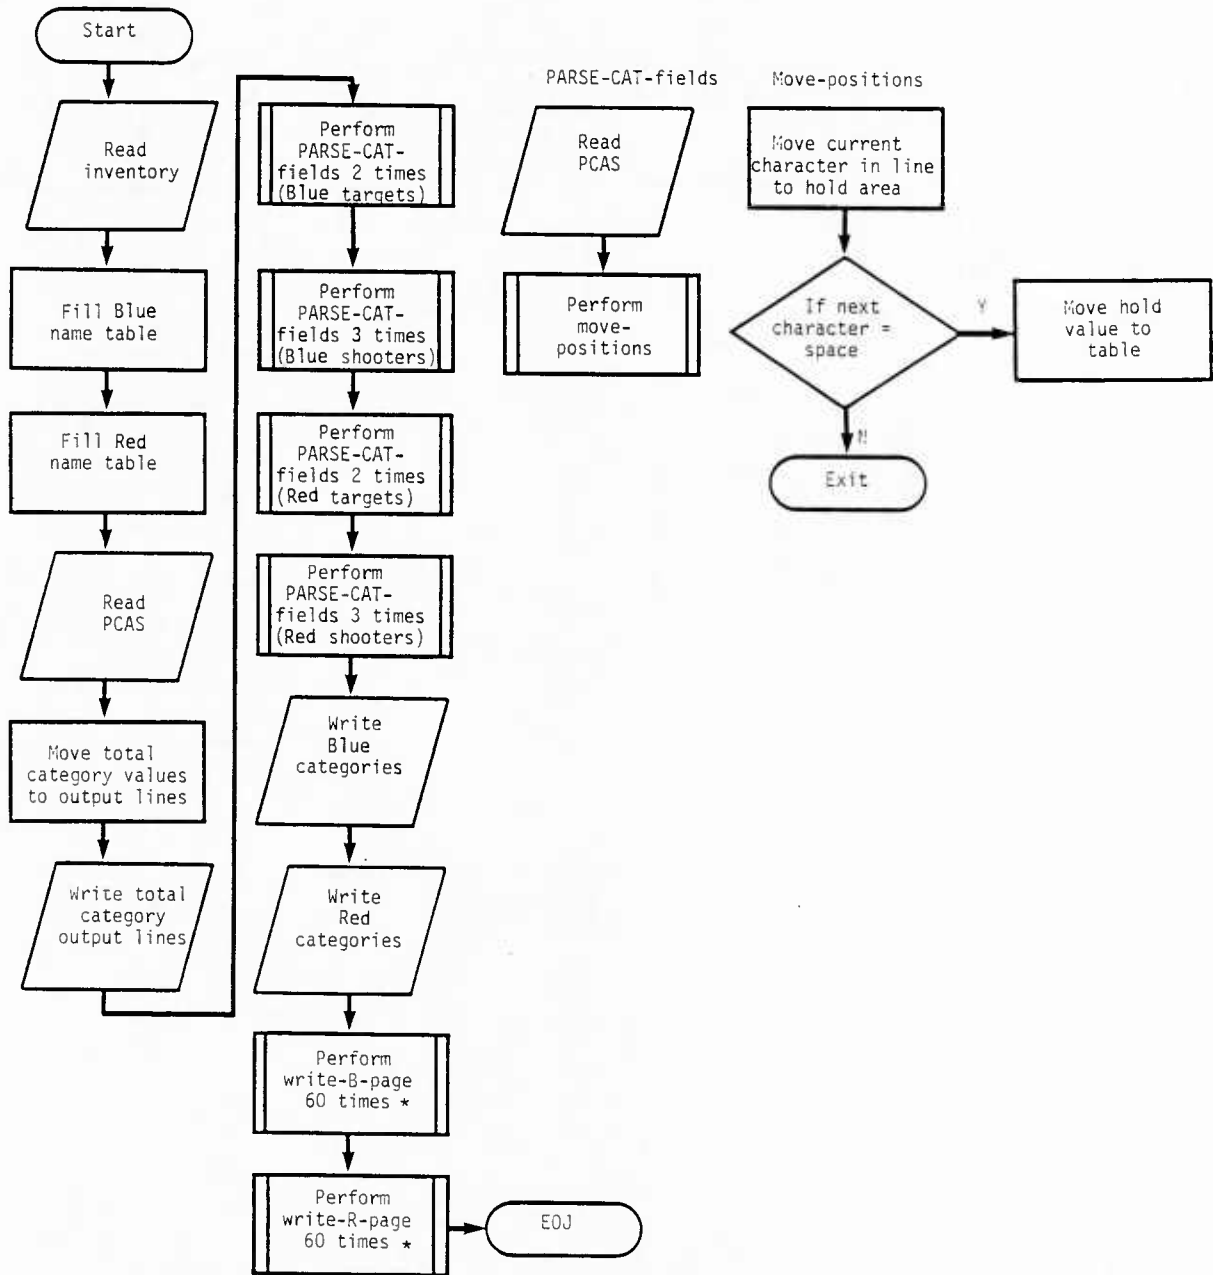 Start
Read
inventory
Fill Blue
name table
Fill Red
name table
Read
PCAS
Move total
category values
to output lines
Write total
category
output lines
Perform
PARSE-CAT-
fields 2 times
(Blue targets)
Perform
PARSE-CAT-
fields 3 times
(Blue shooters)
Perform
PARSE-CAT-
fields 2 times
(Red targets)
Perform
PARSE-CAT-
fields 3 times
(Red shooters)
Write
Blue
categories
Write
Red
categories
Perform
write-B-page
60 times *
Perform
write-R-page
60 times *
EOJ
PARSE-CAT-fields
Read
PCAS
Perform
move-
positions
Move-positions
Move current
character in line
to hold area
If next
character =
space
Y
Move hold
value to
table
N
Exit